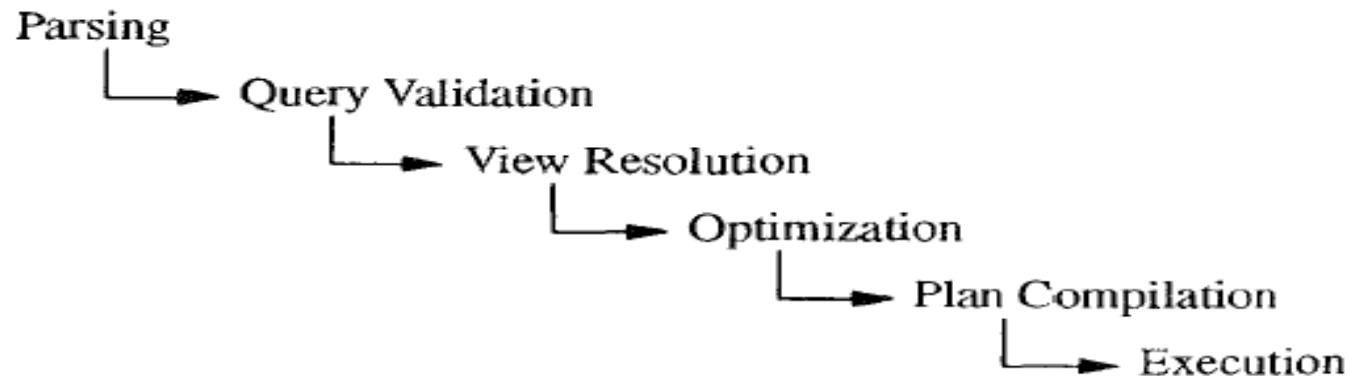 Parsing
Query Validation
View Resolution
Optimization
Plan Compilation
Execution